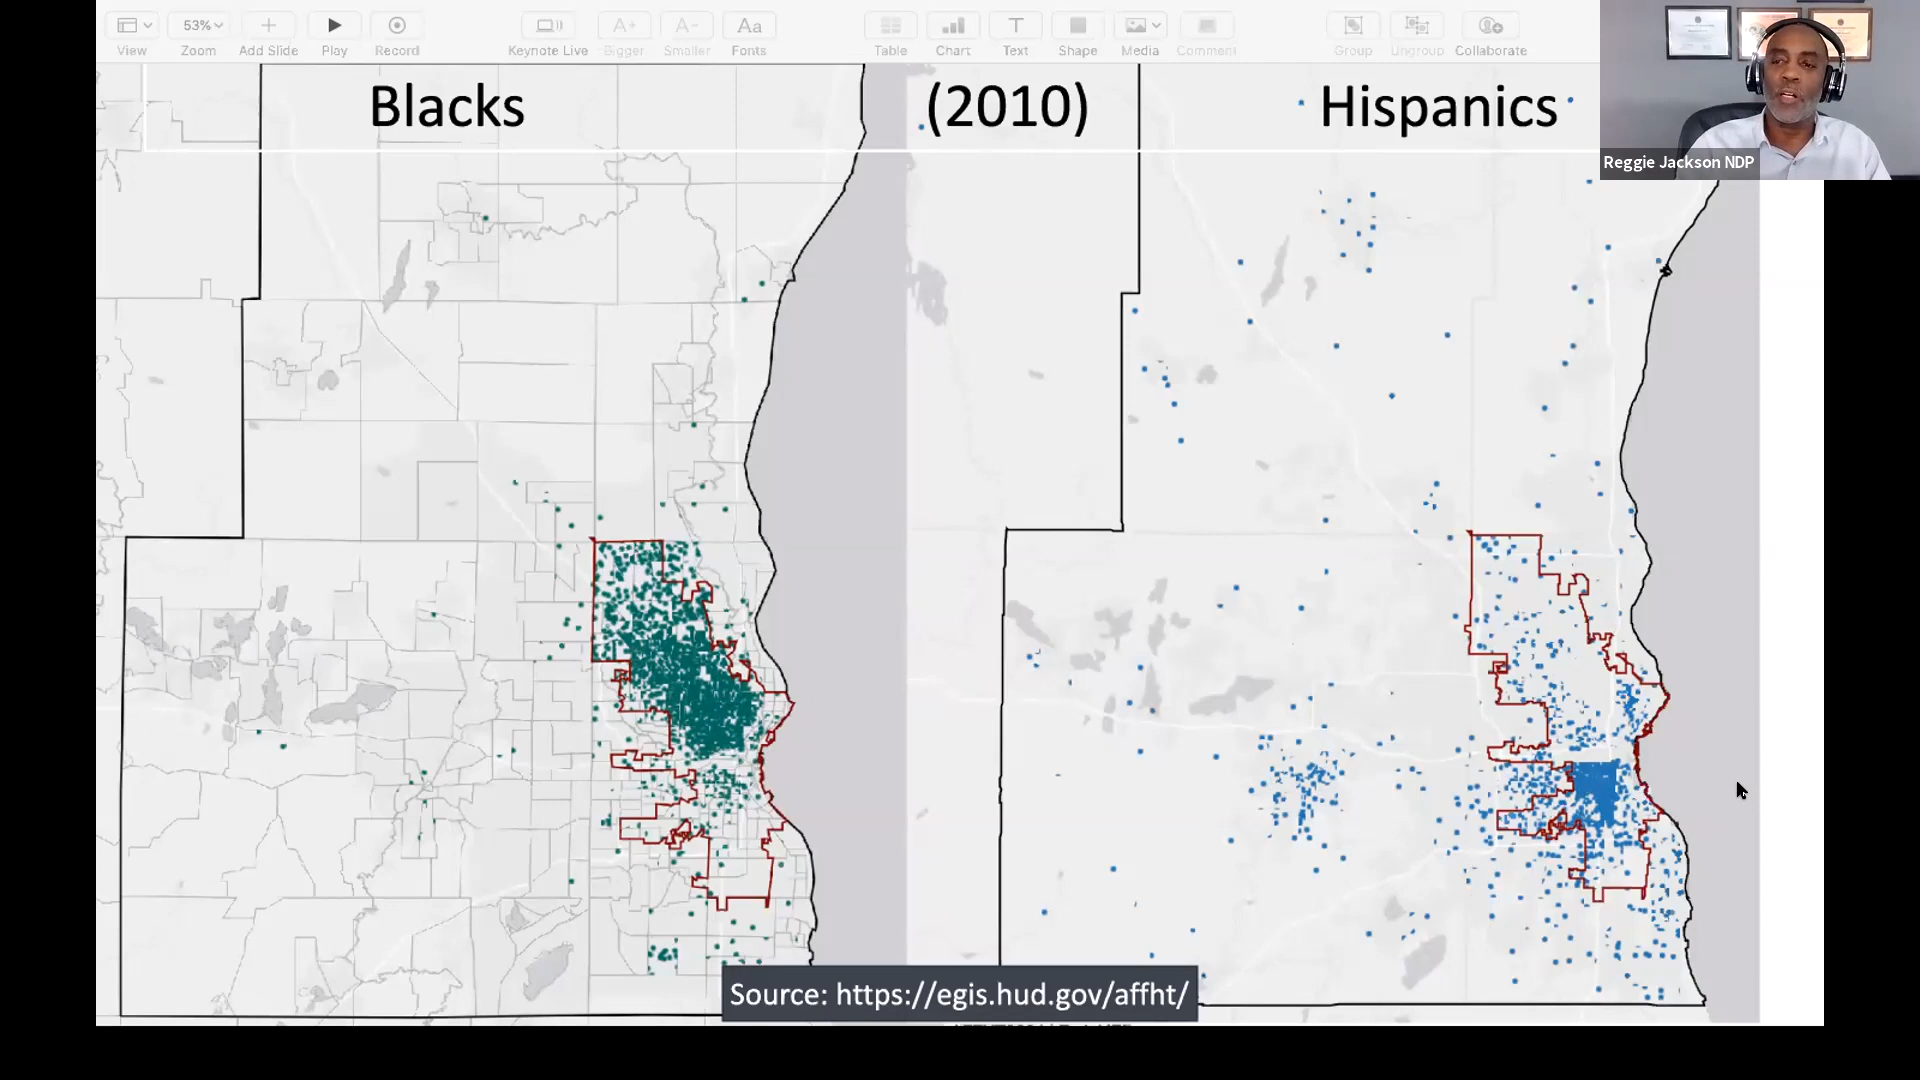 53%
View
Zoom
Add Slide
Play
Record
Keynote Live
Bigger
Smaller
Fonts
Table
Chart
Text
Shape
Media
Comment
Group
Ungroup
Collaborate
Blacks
(2010)
Hispanics
Reggie Jackson NDP
Source: https://egis.hud.gov/affht/